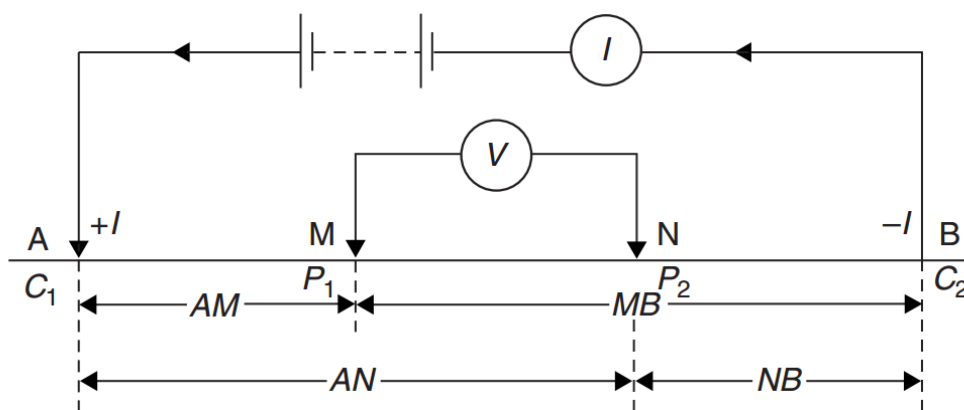 I
V
A +I M N −I B
C₁ P₁ P₂ C₂
AM MB
AN NB